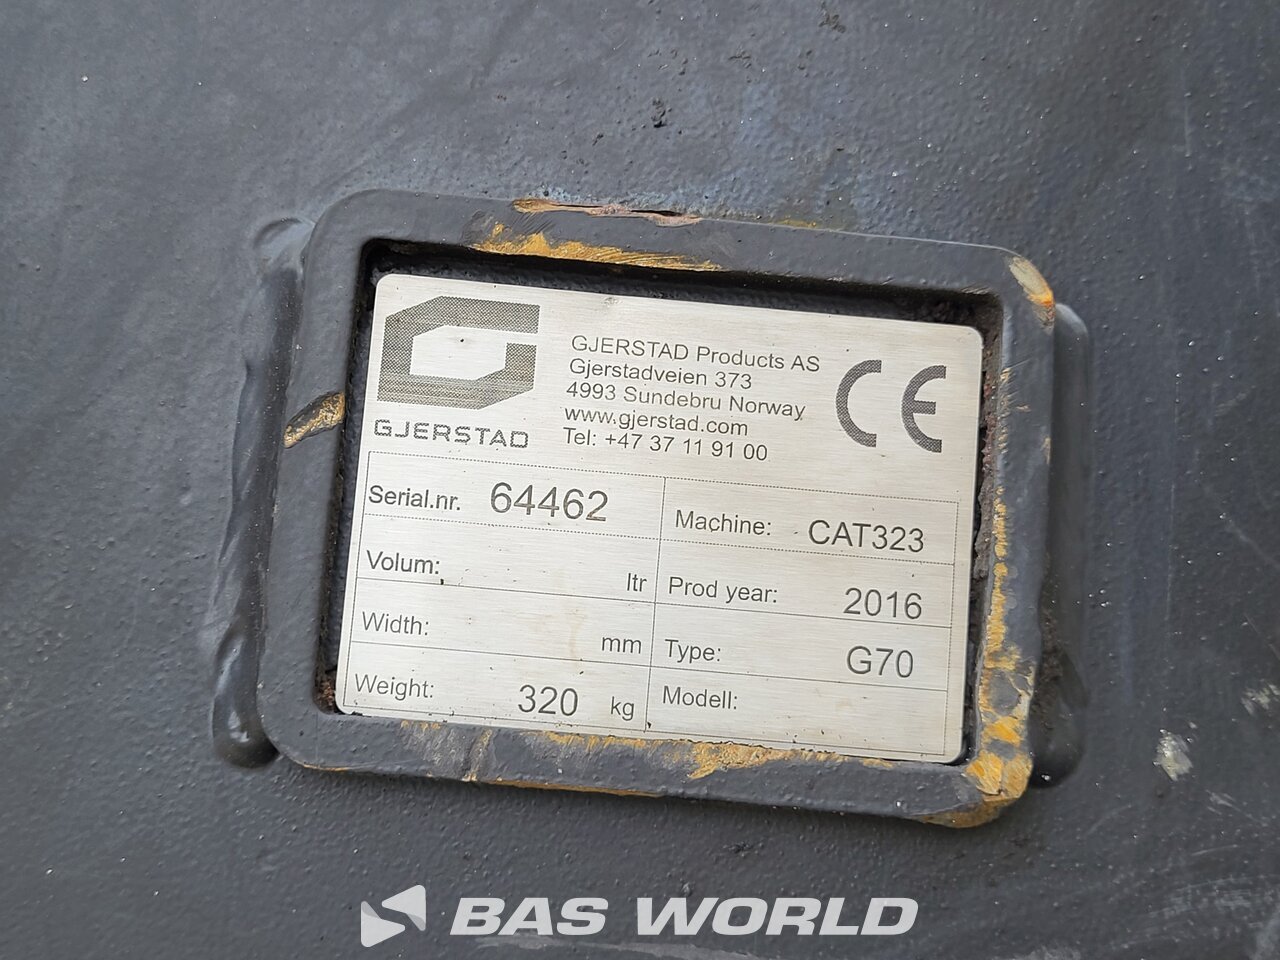 GJERSTAD
GJERSTAD Products AS
Gjerstadveien 373
4993 Sundebru Norway
www.gjerstad.com
Tel: +47 37 11 91 00
CE
Serial.nr. 64462
Machine: CAT323
Volum: ltr
Prod year: 2016
Width: mm
Type: G70
Weight: 320 kg
Modell:
BAS WORLD